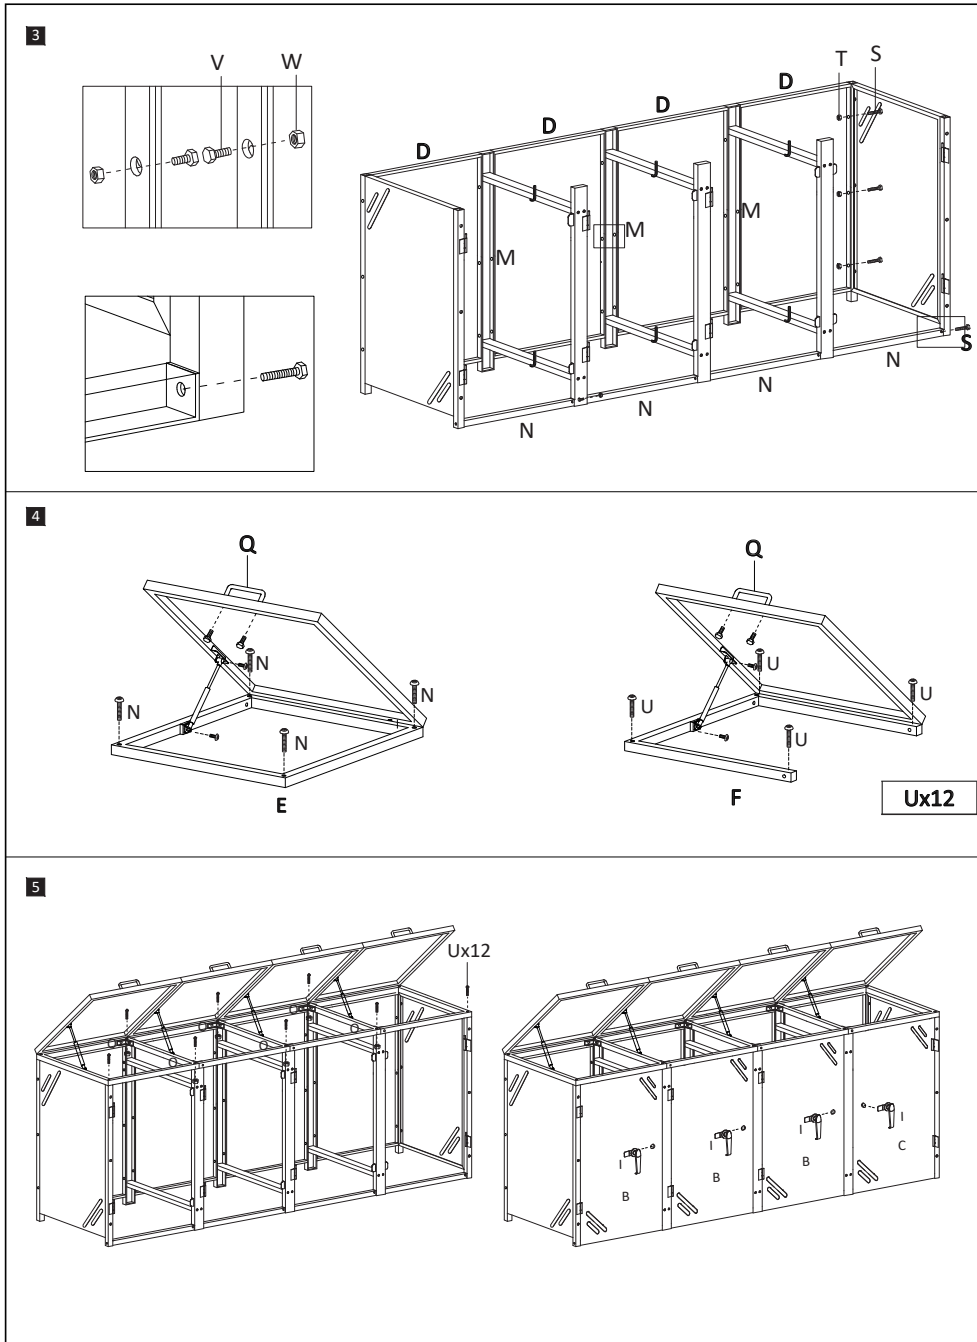 3
V W
T S
D D D D
M M M
S
N N N N
4
Q
N N
N N
E
Q
U U
U U
F
Ux12
5
Ux12
I I I I
B B B C